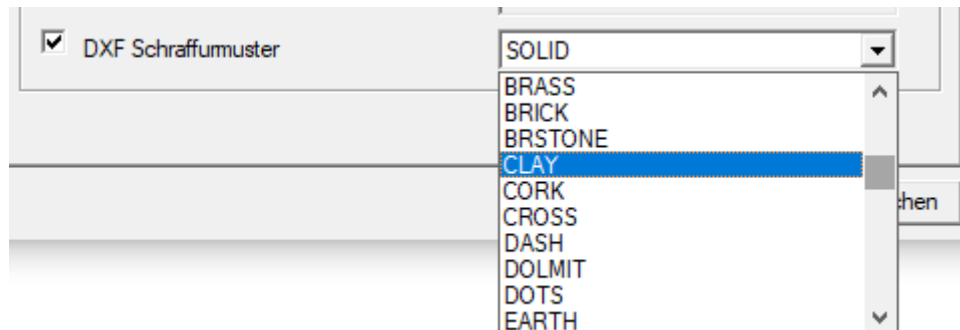 DXF Schraffurmuster
SOLID
BRASS
BRICK
BRSTONE
CLAY
CORK
CROSS
DASH
DOLMIT
DOTS
EARTH